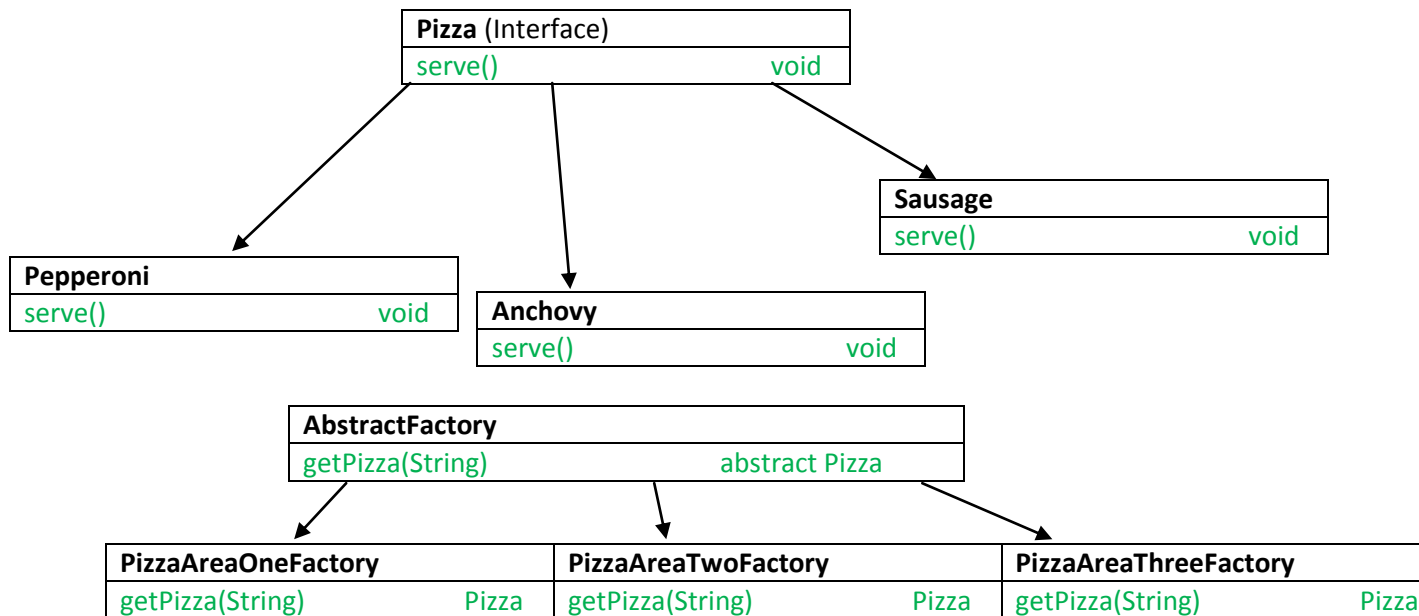 Pizza (Interface)
serve() void
Sausage
serve() void
Pepperoni
serve() void
Anchovy
serve() void
AbstractFactory
getPizza(String) abstract Pizza
PizzaAreaOneFactory PizzaAreaTwoFactory PizzaAreaThreeFactory
getPizza(String) Pizza getPizza(String) Pizza getPizza(String) Pizza